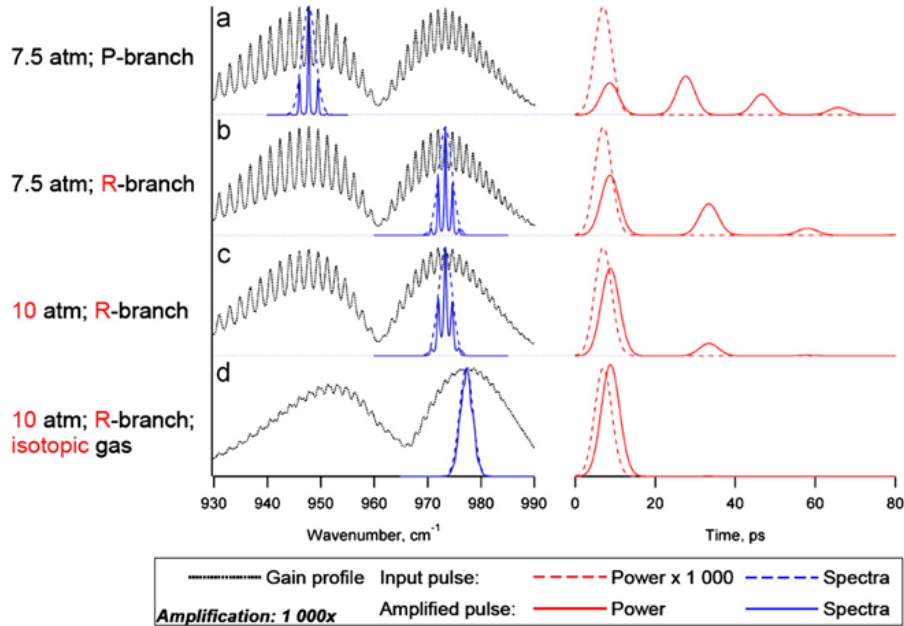 a
7.5 atm; P-branch
b
7.5 atm; R-branch
c
10 atm; R-branch
d
10 atm; R-branch;
isotopic gas
930 940 950 960 970 980 990
0 20 40 60 80
Wavenumber, cm⁻¹
Time, ps
Gain profile Input pulse: Power x 1 000 Spectra
Amplification: 1 000x Amplified pulse: Power Spectra